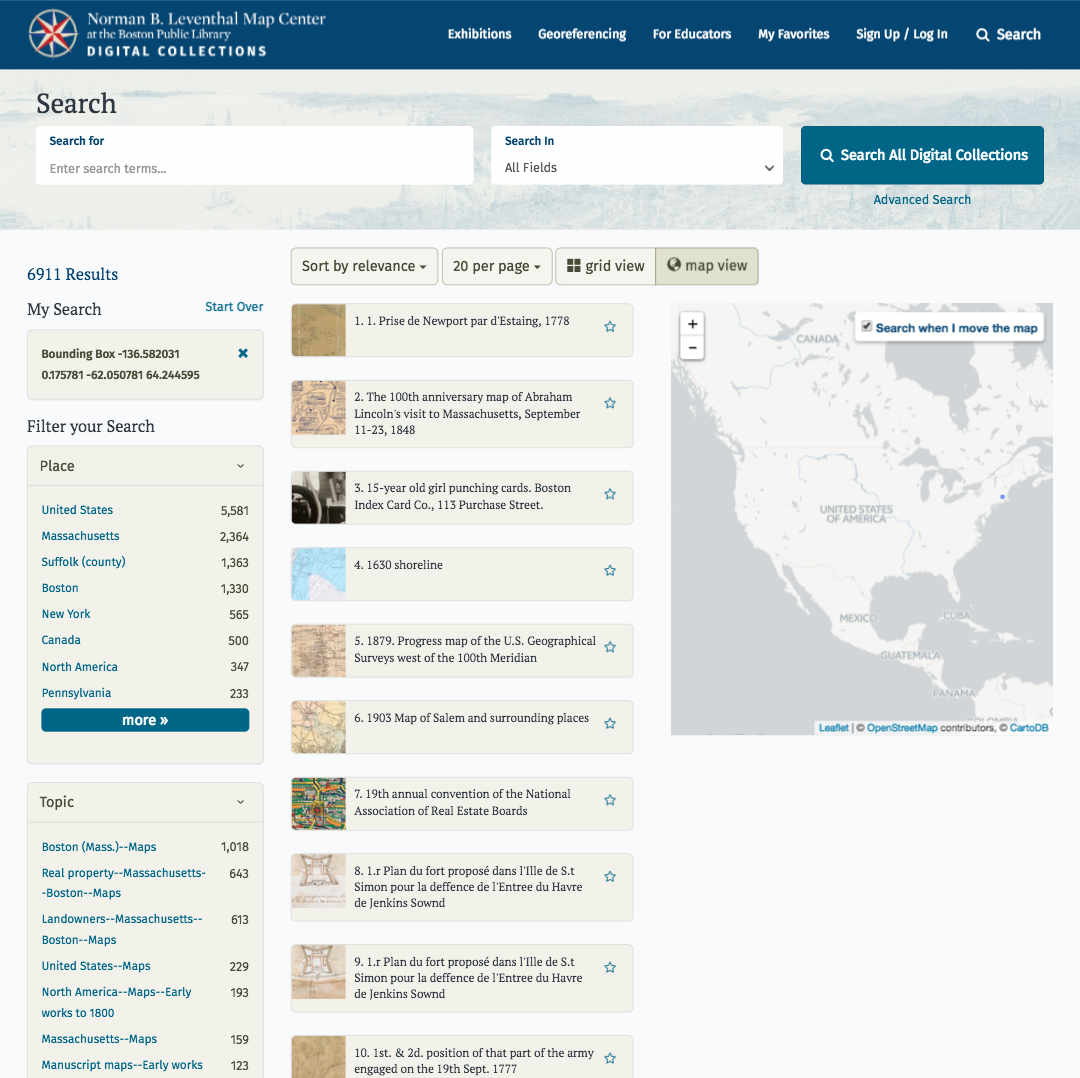 Norman B. Leventhal Map Center
at the Boston Public Library
DIGITAL COLLECTIONS
Exhibitions Georeferencing For Educators My Favorites Sign Up / Log In Search
Search
Search for
Enter search terms...
Search In
All Fields
Search All Digital Collections
Advanced Search
6911 Results
My Search Start Over
Bounding Box -136.582031
0.175781 -62.050781 64.244595
Filter your Search
Place
United States 5,581
Massachusetts 2,364
Suffolk (county) 1,363
Boston 1,330
New York 565
Canada 500
North America 347
Pennsylvania 233
more »
Topic
Boston (Mass.)--Maps 1,018
Real property--Massachusetts- 643
-Boston--Maps
Landowners--Massachusetts-- 613
Boston--Maps
United States--Maps 229
North America--Maps--Early 193
works to 1800
Massachusetts--Maps 159
Manuscript maps--Early works 123
Sort by relevance 20 per page grid view map view
1. 1. Prise de Newport par d'Estaing, 1778
2. The 100th anniversary map of Abraham
Lincoln's visit to Massachusetts, September
11-23, 1848
3. 15-year old girl punching cards. Boston
Index Card Co., 113 Purchase Street.
4. 1630 shoreline
5. 1879. Progress map of the U.S. Geographical
Surveys west of the 100th Meridian
6. 1903 Map of Salem and surrounding places
7. 19th annual convention of the National
Association of Real Estate Boards
8. 1.r Plan du fort proposé dans l'Ille de S.t
Simon pour la deffence de l'Entree du Havre
de Jenkins Sownd
9. 1.r Plan du fort proposé dans l'Ille de S.t
Simon pour la deffence de l'Entree du Havre
de Jenkins Sownd
10. 1st. & 2d. position of that part of the army
engaged on the 19th Sept. 1777
+
−
Search when I move the map
CANADA
UNITED STATES
OF AMERICA
MEXICO
CUBA
GUATEMALA
PANAMA
COLOMBIA
Leaflet | © OpenStreetMap contributors, © CartoDB